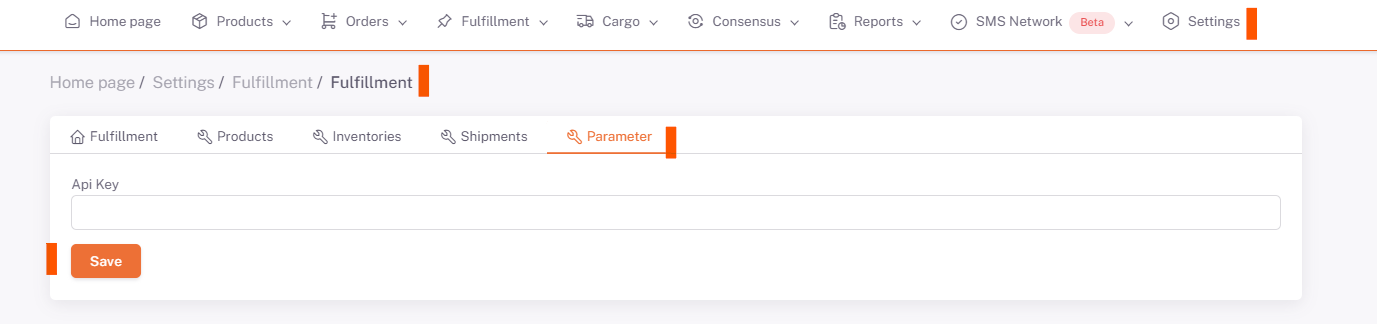 Home page Products Orders Fulfillment Cargo Consensus Reports SMS Network Beta Settings
Home page / Settings / Fulfillment / Fulfillment
Fulfillment Products Inventories Shipments Parameter
Api Key
Save